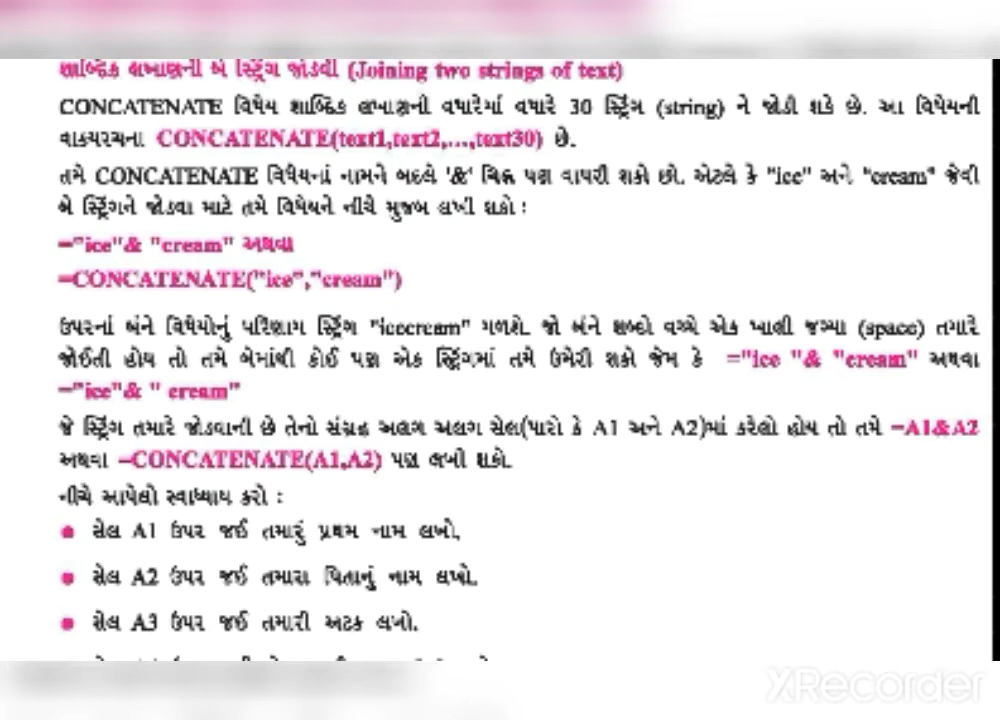 શાબ્દિક લખાણની બે સ્ટ્રિંગ જોડવી (Joining two strings of text)
CONCATENATE વિધેય શાબ્દિક લખાણની વધારેમાં વધારે 30 સ્ટ્રિંગ (string) ને જોડી શકે છે. આ વિધેયની
વાક્યરચના CONCATENATE(text1,text2,...,text30) છે.
તમે CONCATENATE વિધેયનાં નામને બદલે '&' ચિહ્ન પણ વાપરી શકો છો. એટલે કે "ice" અને "cream" જેવી
બે સ્ટ્રિંગને જોડવા માટે તમે વિધેયને નીચે મુજબ લખી શકો :
="ice"& "cream" અથવા
=CONCATENATE("ice","cream")
ઉપરનાં બંને વિધેયોનું પરિણામ સ્ટ્રિંગ "icecream" મળશે. જો બંને શબ્દો વચ્ચે એક ખાલી જગ્યા (space) તમારે
જોઈતી હોય તો તમે બેમાંથી કોઈ પણ એક સ્ટ્રિંગમાં તમે ઉમેરી શકો જેમ કે ="ice "& "cream" અથવા
="ice"& " cream"
જે સ્ટ્રિંગ તમારે જોડવાની છે તેનો સંગ્રહ અલગ અલગ સેલ(ધારો કે A1 અને A2)માં કરેલો હોય તો તમે =A1&A2
અથવા =CONCATENATE(A1,A2) પણ લખી શકો.
નીચે આપેલો સ્વાધ્યાય કરો :
● સેલ A1 ઉપર જઈ તમારું પ્રથમ નામ લખો.
● સેલ A2 ઉપર જઈ તમારા પિતાનું નામ લખો.
● સેલ A3 ઉપર જઈ તમારી અટક લખો.
XRecorder